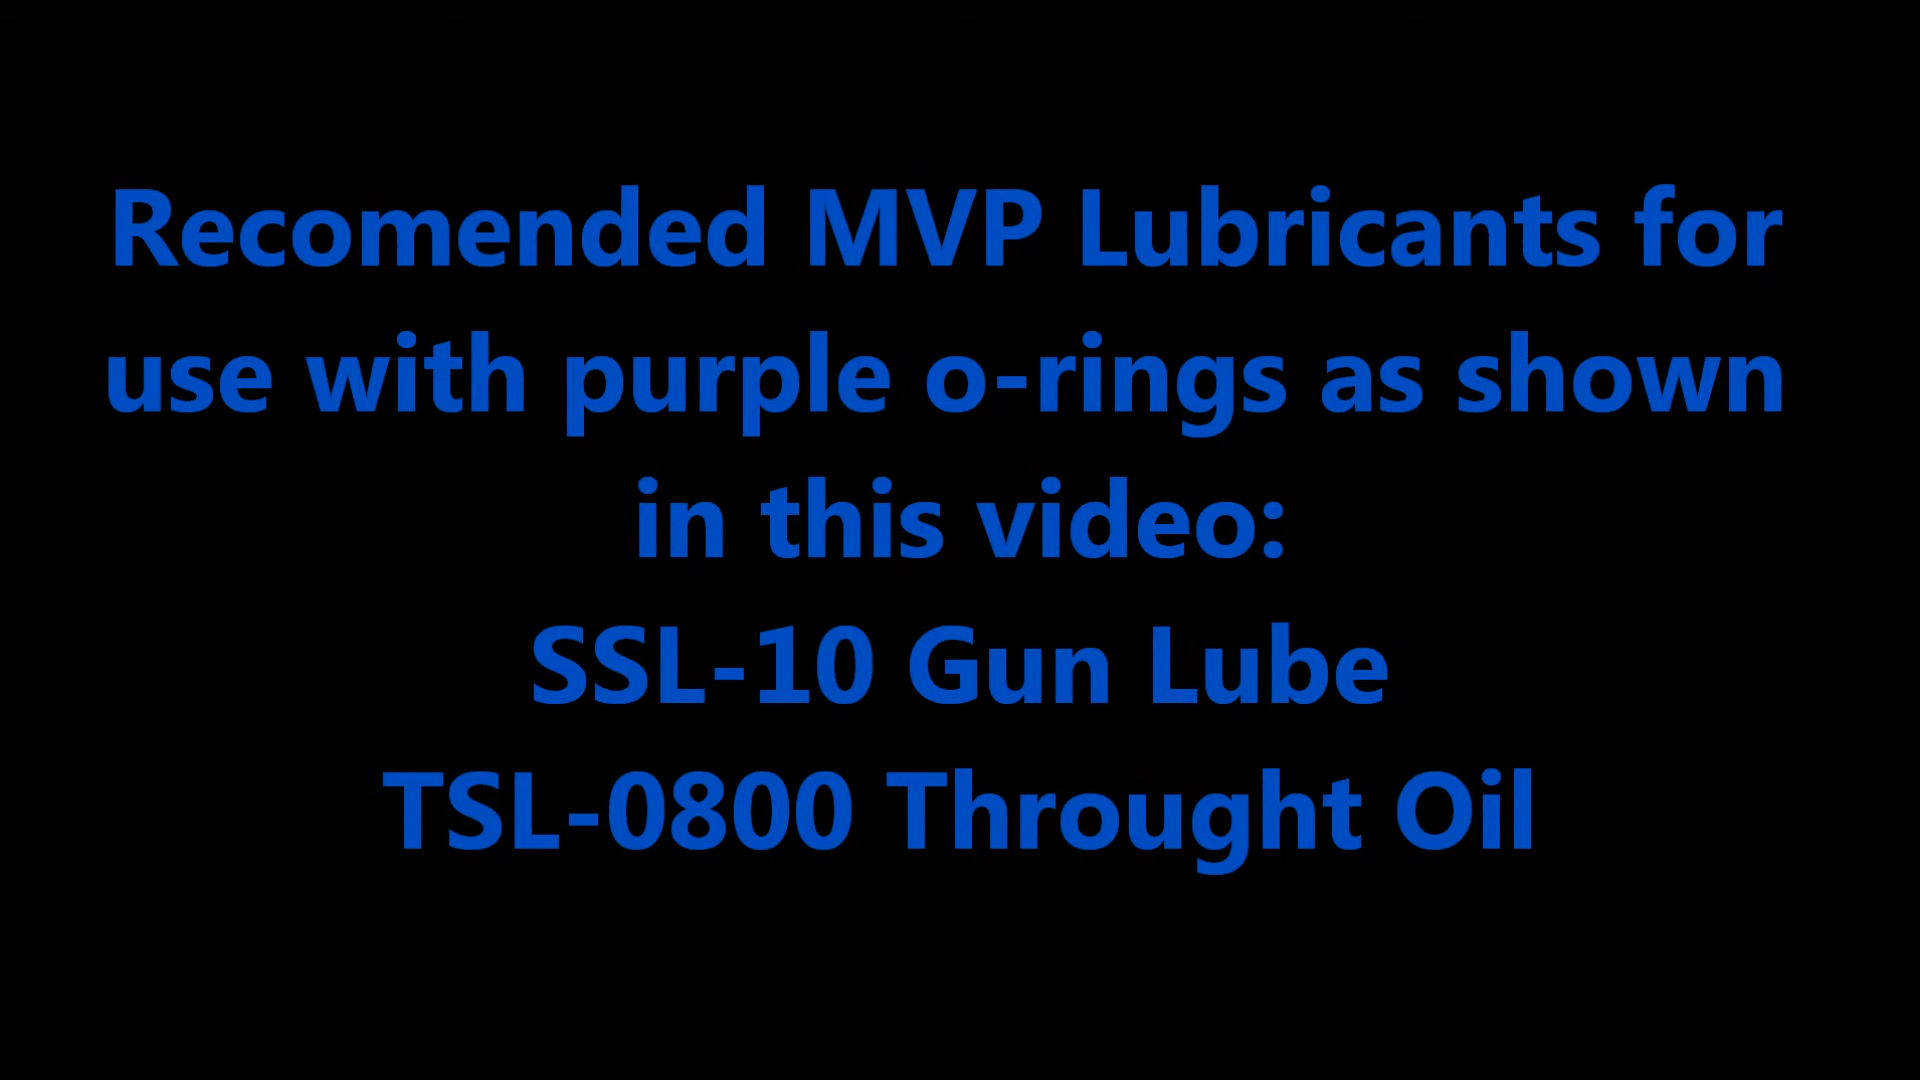 Recomended MVP Lubricants for
use with purple o-rings as shown
in this video:
SSL-10 Gun Lube
TSL-0800 Throught Oil